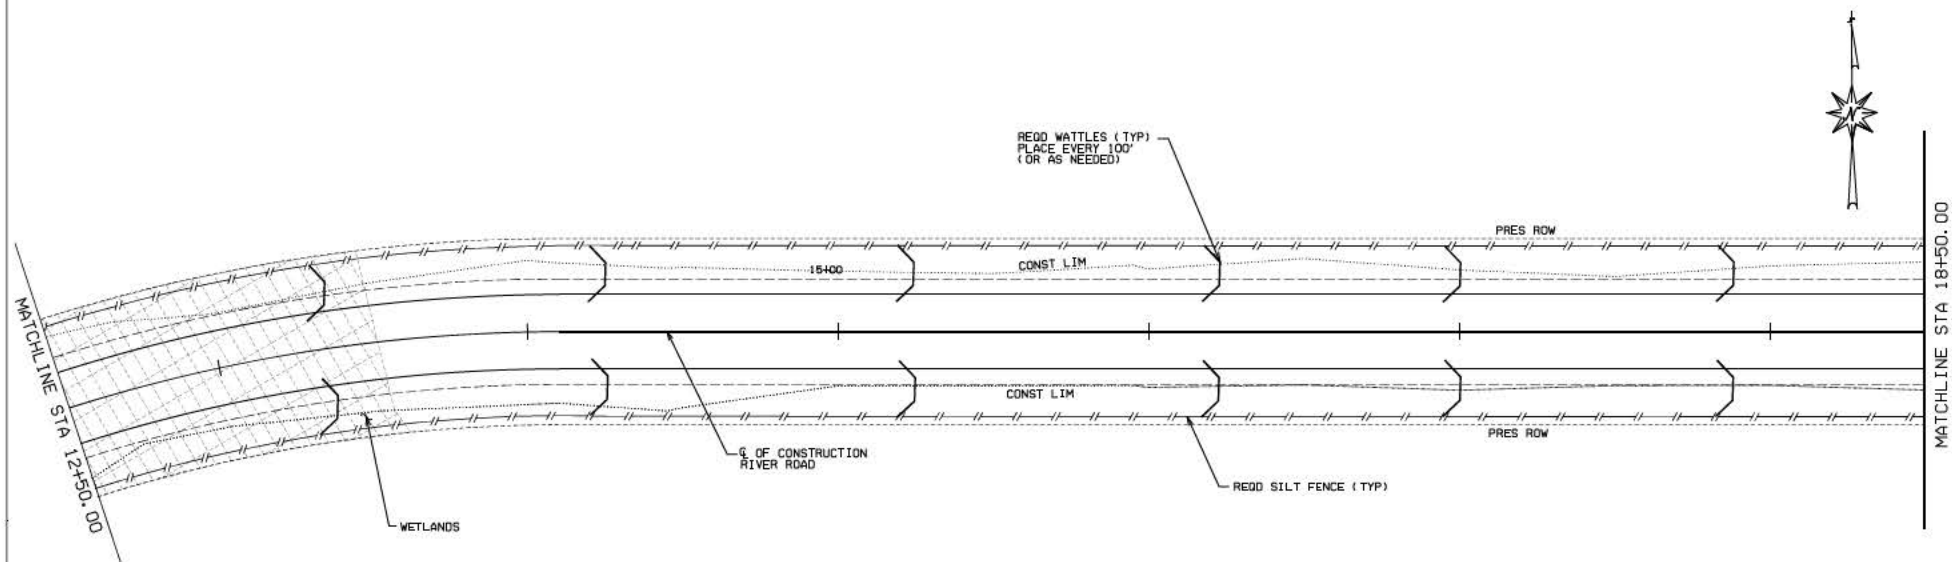 REQD WATTLES (TYP)
PLACE EVERY 100'
(OR AS NEEDED)
N
PRES ROW
15+00
CONST LIM
MATCHLINE STA 12+50.00
MATCHLINE STA 18+50.00
CONST LIM
PRES ROW
℄ OF CONSTRUCTION
RIVER ROAD
REQD SILT FENCE (TYP)
WETLANDS